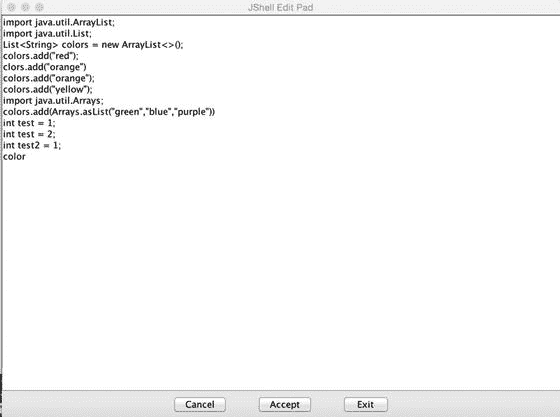 JShell Edit Pad
import java.util.ArrayList;
import java.util.List;
List<String> colors = new ArrayList<>();
colors.add("red");
clors.add("orange")
colors.add("orange");
colors.add("yellow");
import java.util.Arrays;
colors.add(Arrays.asList("green","blue","purple"))
int test = 1;
int test = 2;
int test2 = 1;
color
Cancel Accept Exit